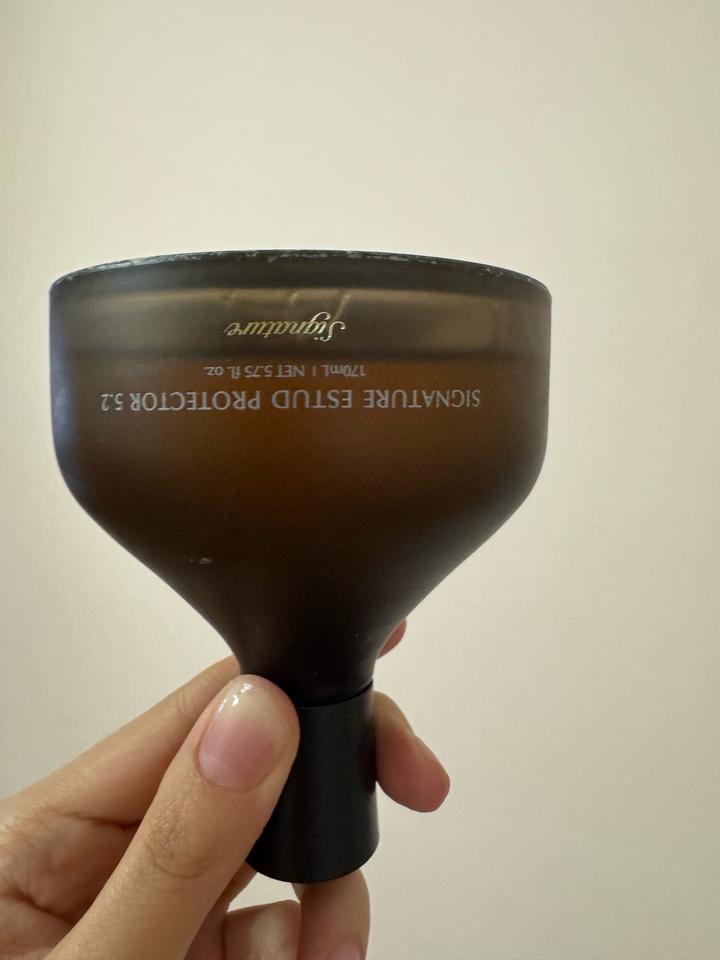 SIGNATURE ESTUD PROTECTOR 5.2
170mL I NET 5.75 fl. oz.
Signature